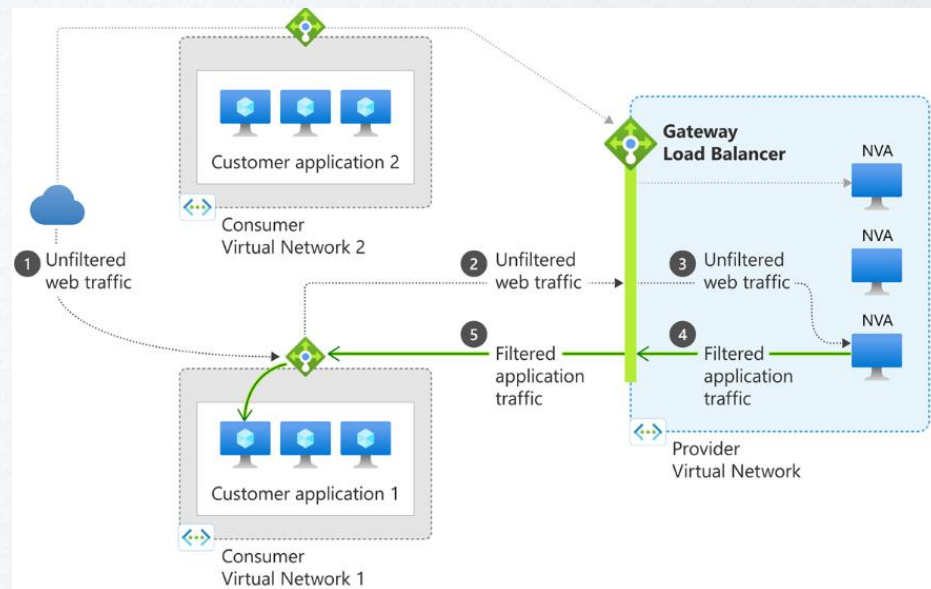 Customer application 2
Consumer
Virtual Network 2
Gateway
Load Balancer
NVA
NVA
NVA
1 Unfiltered
web traffic
2 Unfiltered
web traffic
3 Unfiltered
web traffic
5 Filtered
application
traffic
4 Filtered
application
traffic
Provider
Virtual Network
Customer application 1
Consumer
Virtual Network 1